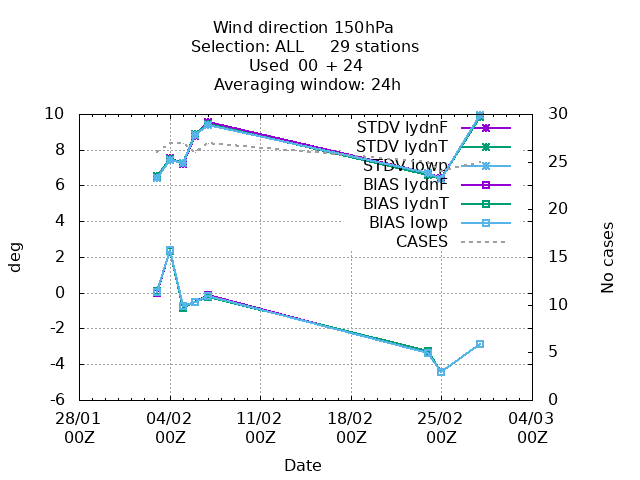 Wind direction 150hPa
Selection: ALL 29 stations
Used 00 + 24
Averaging window: 24h
10
8
6
4
2
0
-2
-4
-6
deg
30
25
20
15
10
5
0
No cases
STDV lydnF
STDV lydnT
STDV lowp
BIAS lydnF
BIAS lydnT
BIAS lowp
CASES
28/01 04/02 11/02 18/02 25/02 04/03
00Z 00Z 00Z 00Z 00Z 00Z
Date